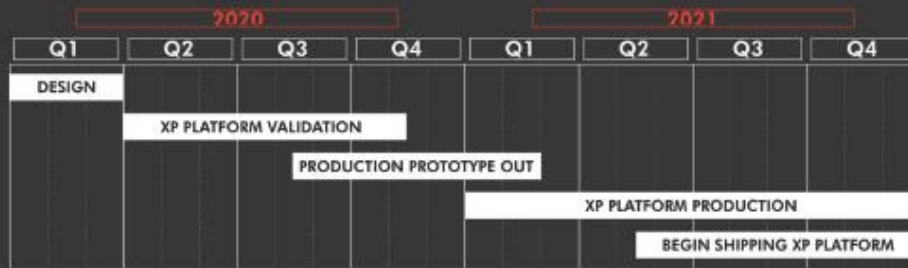 2020 2021
Q1 Q2 Q3 Q4 Q1 Q2 Q3 Q4
DESIGN
XP PLATFORM VALIDATION
PRODUCTION PROTOTYPE OUT
XP PLATFORM PRODUCTION
BEGIN SHIPPING XP PLATFORM